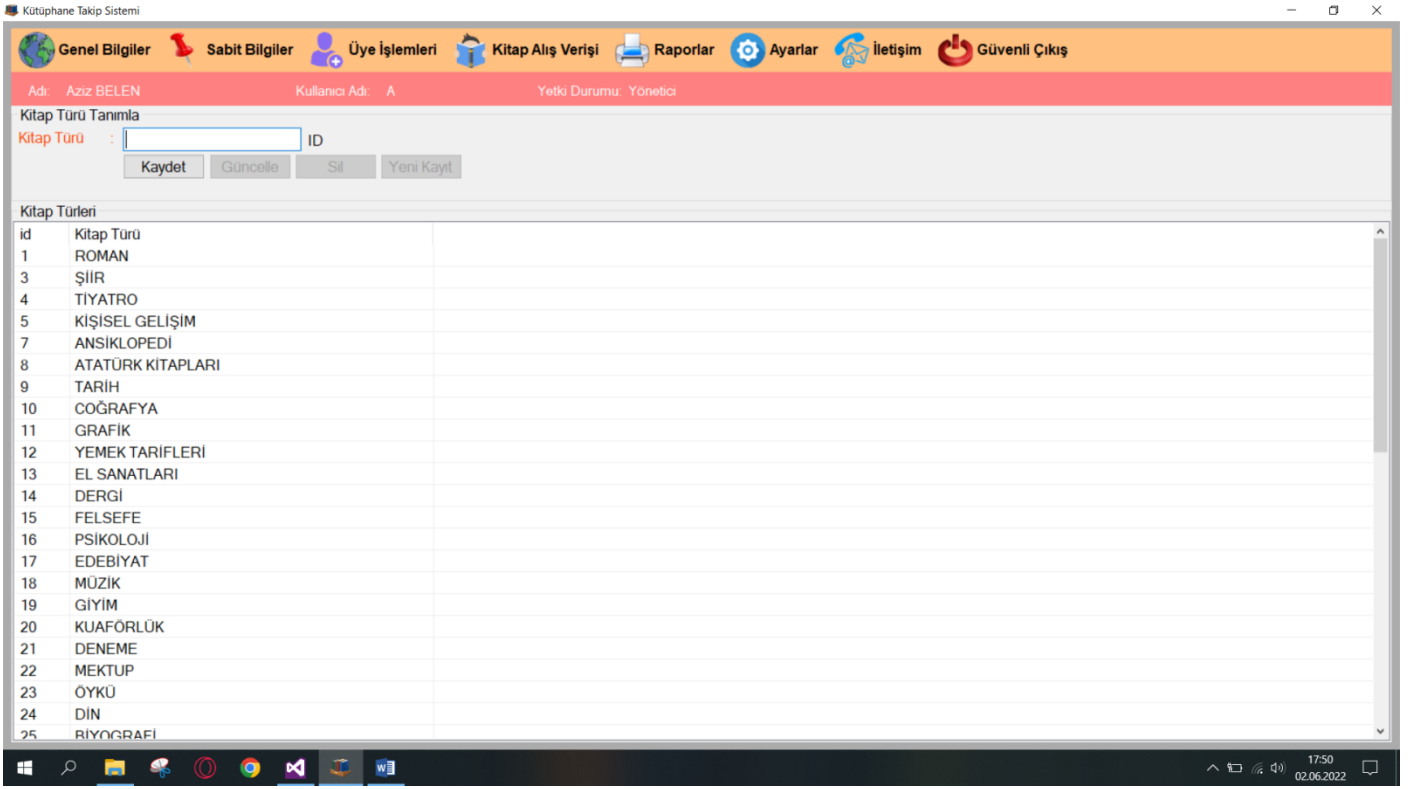 Kütüphane Takip Sistemi
Genel Bilgiler Sabit Bilgiler Üye İşlemleri Kitap Alış Verişi Raporlar Ayarlar İletişim Güvenli Çıkış
Adı: Aziz BELEN Kullanıcı Adı: A Yetki Durumu: Yönetici
Kitap Türü Tanımla
Kitap Türü : ID
Kaydet Güncelle Sil Yeni Kayıt
Kitap Türleri
id Kitap Türü
1 ROMAN
3 ŞİİR
4 TİYATRO
5 KİŞİSEL GELİŞİM
7 ANSİKLOPEDİ
8 ATATÜRK KİTAPLARI
9 TARİH
10 COĞRAFYA
11 GRAFİK
12 YEMEK TARİFLERİ
13 EL SANATLARI
14 DERGİ
15 FELSEFE
16 PSİKOLOJİ
17 EDEBİYAT
18 MÜZİK
19 GİYİM
20 KUAFÖRLÜK
21 DENEME
22 MEKTUP
23 ÖYKÜ
24 DİN
25 BİYOGRAFİ
17:50
02.06.2022